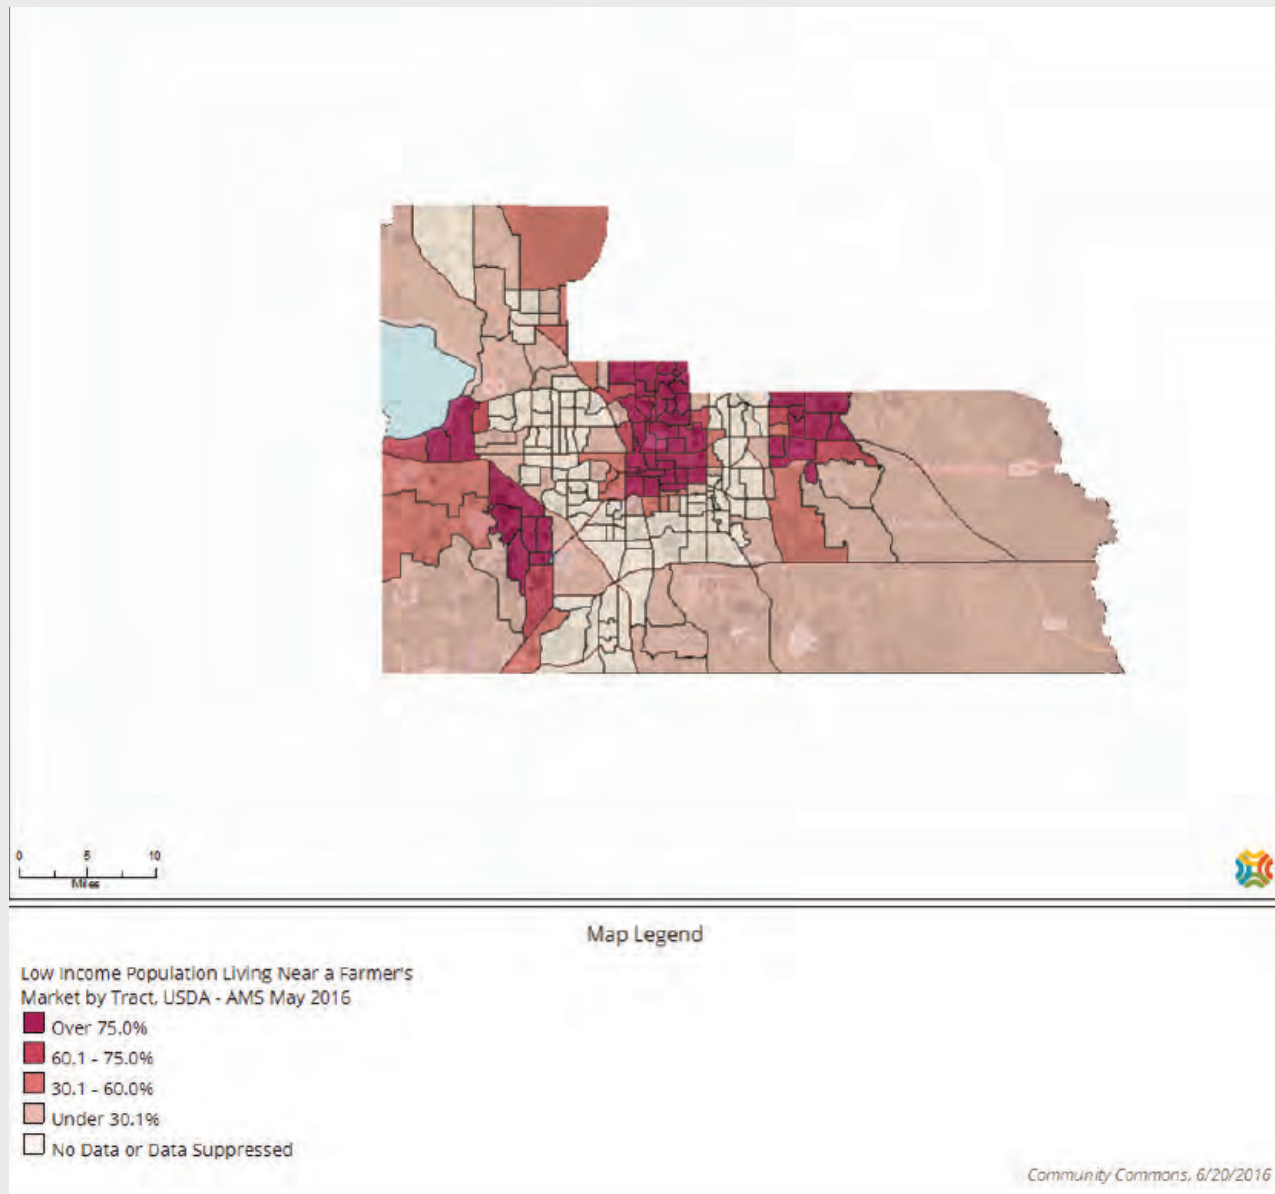 0 5 10
Miles
Map Legend
Low Income Population Living Near a Farmer's
Market by Tract, USDA - AMS May 2016
Over 75.0%
60.1 - 75.0%
30.1 - 60.0%
Under 30.1%
No Data or Data Suppressed
Community Commons, 6/20/2016